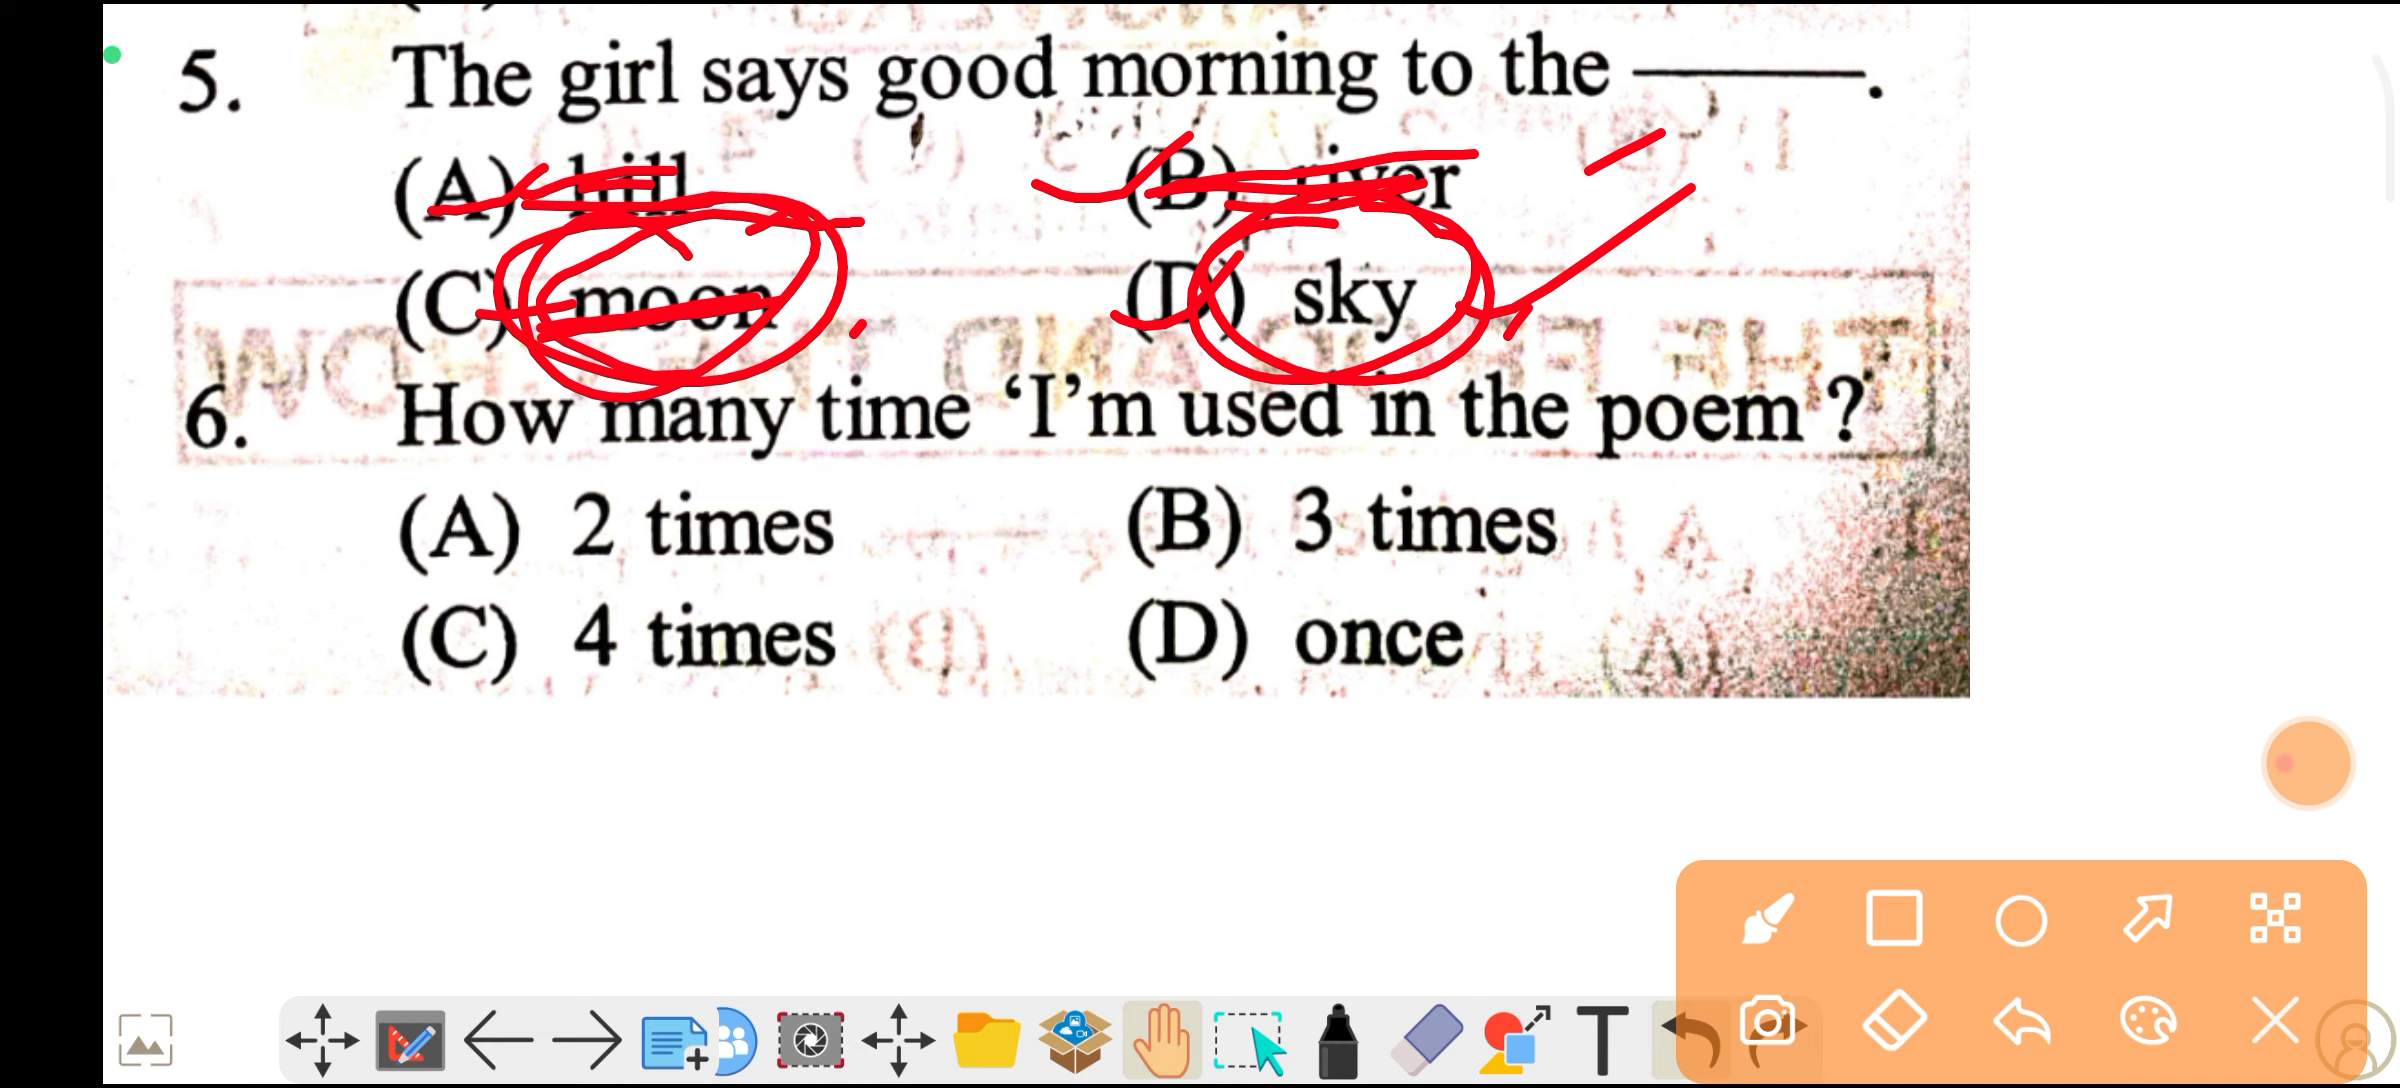 5. The girl says good morning to the ———.
(A) hill (B) river
(C) moon (D) sky
6. How many time ‘I’m used in the poem ?
(A) 2 times (B) 3 times
(C) 4 times (D) once